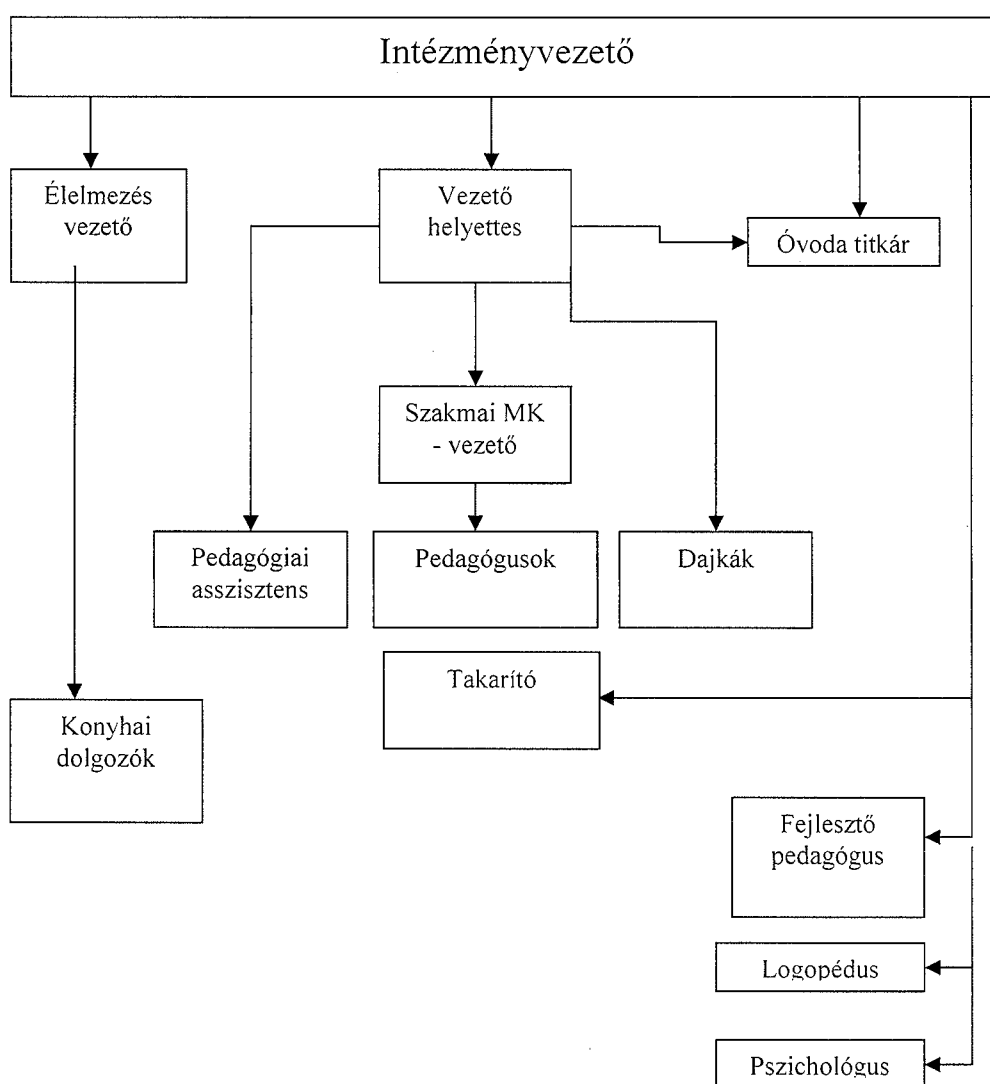 Intézményvezető
Élelmezés
vezető
Vezető
helyettes
Óvoda titkár
Szakmai MK
- vezető
Pedagógiai
asszisztens
Pedagógusok
Dajkák
Takarító
Konyhai
dolgozók
Fejlesztő
pedagógus
Logopédus
Pszichológus